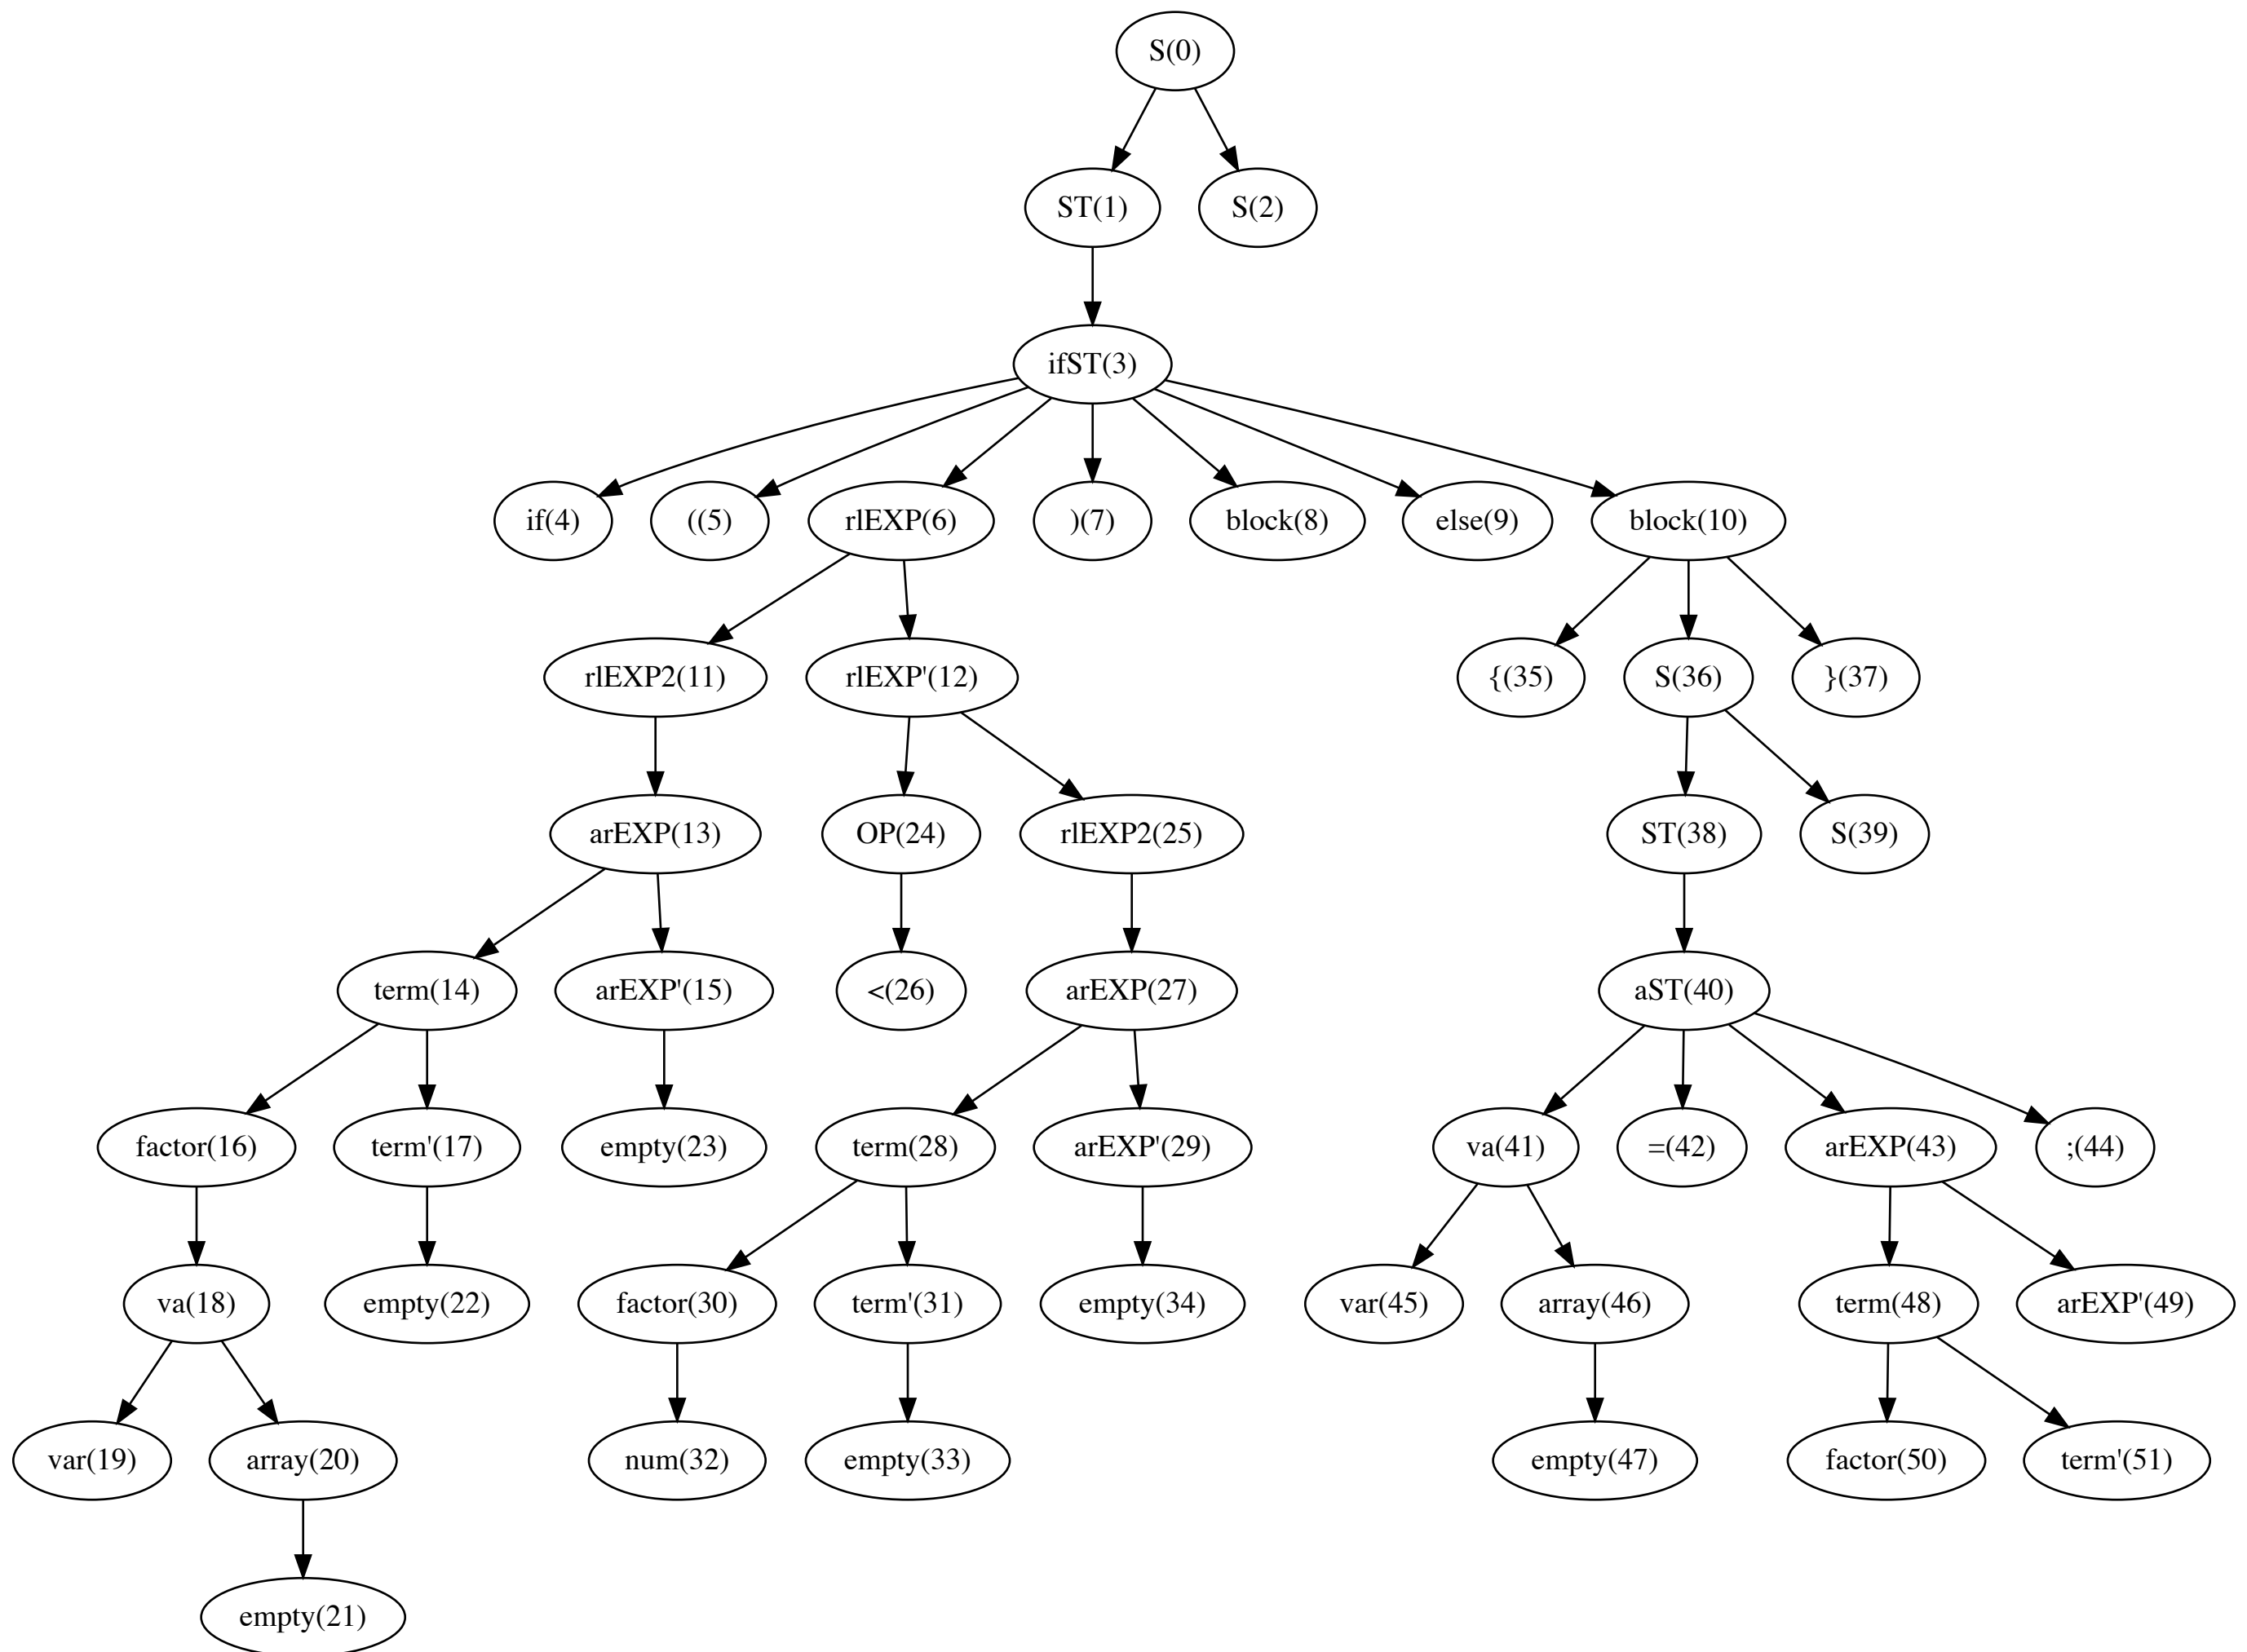 S(0)
ST(1) S(2)
ifST(3)
if(4) ((5) rlEXP(6) )(7) block(8) else(9) block(10)
rlEXP2(11) rlEXP'(12) {(35) S(36) }(37)
arEXP(13) OP(24) rlEXP2(25) ST(38) S(39)
term(14) arEXP'(15) <(26) arEXP(27) aST(40)
factor(16) term'(17) empty(23) term(28) arEXP'(29) va(41) =(42) arEXP(43) ;(44)
va(18) empty(22) factor(30) term'(31) empty(34) var(45) array(46) term(48) arEXP'(49)
var(19) array(20) num(32) empty(33) empty(47) factor(50) term'(51)
empty(21)